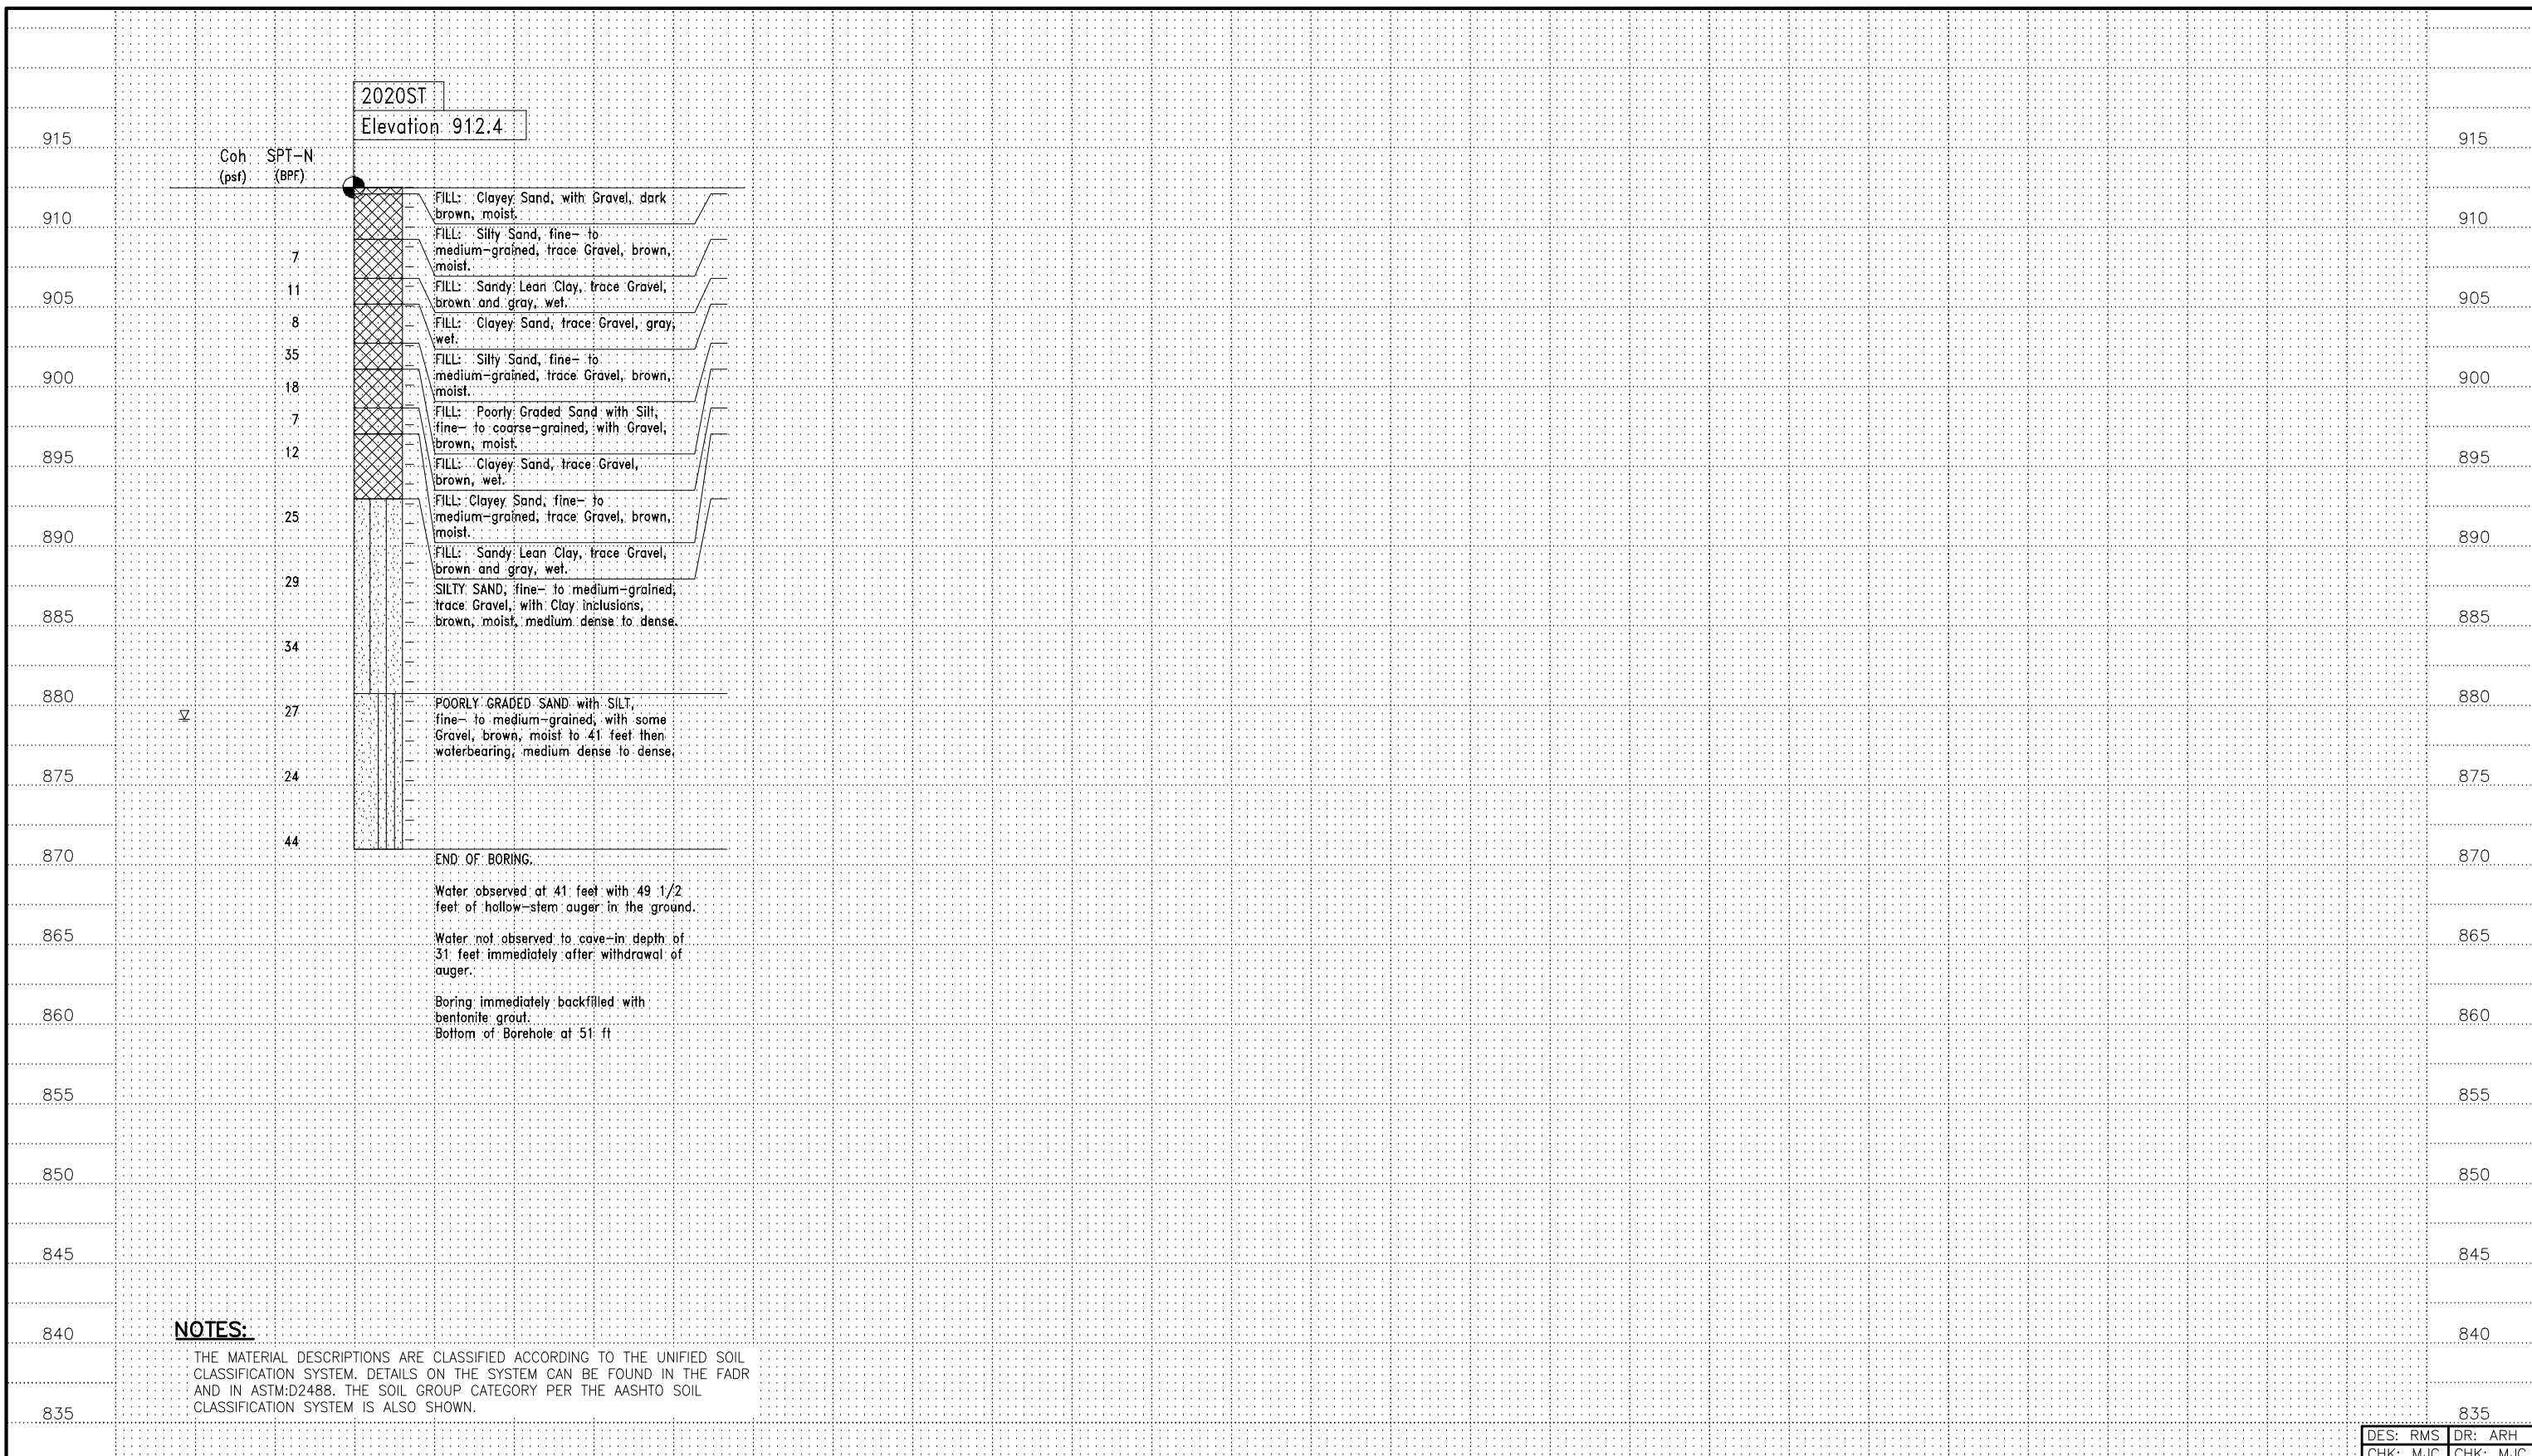 2020ST
Elevation 912.4
Coh SPT-N
(psf) (BPF)
915
910
905
900
895
890
885
880
875
870
865
860
855
850
845
840
835
7
11
8
35
18
7
12
25
29
34
27
24
44
FILL: Clayey Sand, with Gravel, dark
brown, moist.
FILL: Silty Sand, fine- to
medium-grained, trace Gravel, brown,
moist.
FILL: Sandy Lean Clay, trace Gravel,
brown and gray, wet.
FILL: Clayey Sand, trace Gravel, gray,
wet.
FILL: Silty Sand, fine- to
medium-grained, trace Gravel, brown,
moist.
FILL: Poorly Graded Sand with Silt,
fine- to coarse-grained, with Gravel,
brown, moist.
FILL: Clayey Sand, trace Gravel,
brown, wet.
FILL: Clayey Sand, fine- to
medium-grained, trace Gravel, brown,
moist.
FILL: Sandy Lean Clay, trace Gravel,
brown and gray, wet.
SILTY SAND, fine- to medium-grained,
trace Gravel, with Clay inclusions,
brown, moist, medium dense to dense.
POORLY GRADED SAND with SILT,
fine- to medium-grained, with some
Gravel, brown, moist to 41 feet then
waterbearing, medium dense to dense.
END OF BORING.
Water observed at 41 feet with 49 1/2
feet of hollow-stem auger in the ground.
Water not observed to cave-in depth of
31 feet immediately after withdrawal of
auger.
Boring immediately backfilled with
bentonite grout.
Bottom of Borehole at 51 ft
NOTES:
THE MATERIAL DESCRIPTIONS ARE CLASSIFIED ACCORDING TO THE UNIFIED SOIL
CLASSIFICATION SYSTEM. DETAILS ON THE SYSTEM CAN BE FOUND IN THE FADR
AND IN ASTM:D2488. THE SOIL GROUP CATEGORY PER THE AASHTO SOIL
CLASSIFICATION SYSTEM IS ALSO SHOWN.
915
910
905
900
895
890
885
880
875
870
865
860
855
850
845
840
835
DES: RMS DR: ARH
CHK: MJC CHK: MJC